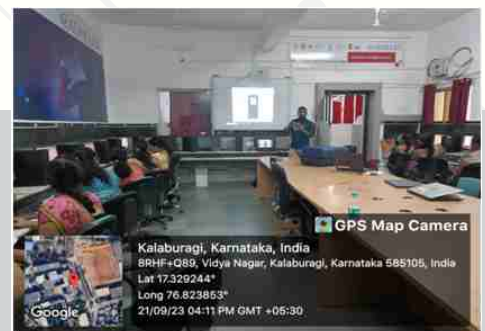 GPS Map Camera
Kalaburagi, Karnataka, India
8RHF+Q89, Vidya Nagar, Kalaburagi, Karnataka 585105, India
Lat 17.329244°
Long 76.823853°
21/09/23 04:11 PM GMT +05:30
Google